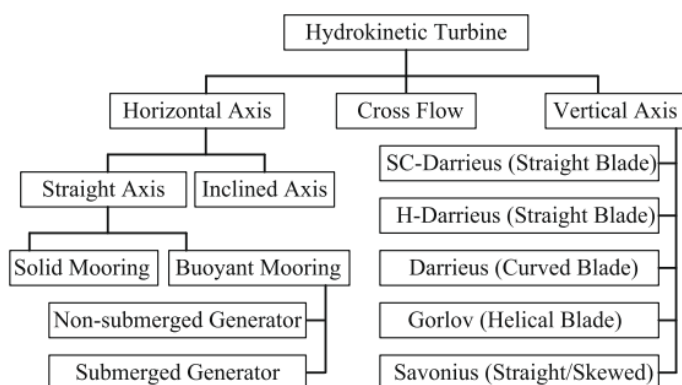 Hydrokinetic Turbine
Horizontal Axis
Cross Flow
Vertical Axis
SC-Darrieus (Straight Blade)
Straight Axis
Inclined Axis
H-Darrieus (Straight Blade)
Solid Mooring
Buoyant Mooring
Darrieus (Curved Blade)
Non-submerged Generator
Gorlov (Helical Blade)
Submerged Generator
Savonius (Straight/Skewed)